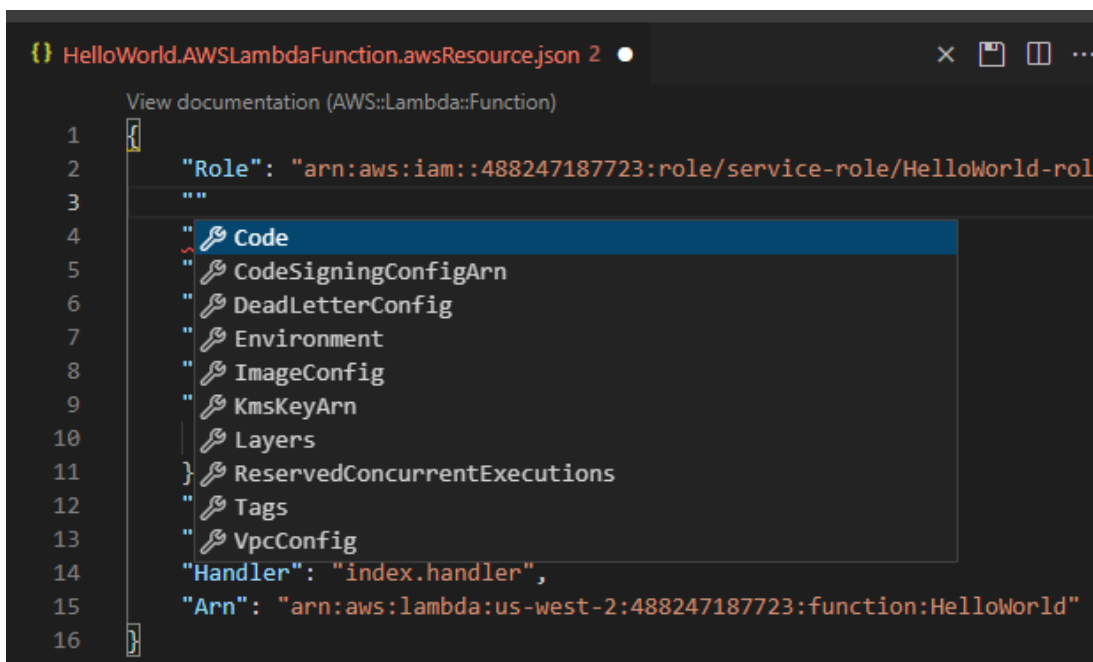 {} HelloWorld.AWSLambdaFunction.awsResource.json 2
View documentation (AWS::Lambda::Function)
1 {
2 "Role": "arn:aws:iam::488247187723:role/service-role/HelloWorld-rol
3 ""
4 " Code
5 " CodeSigningConfigArn
6 " DeadLetterConfig
7 " Environment
8 " ImageConfig
9 " KmsKeyArn
10 Layers
11 } ReservedConcurrentExecutions
12 " Tags
13 " VpcConfig
14 "Handler": "index.handler",
15 "Arn": "arn:aws:lambda:us-west-2:488247187723:function:HelloWorld"
16 }